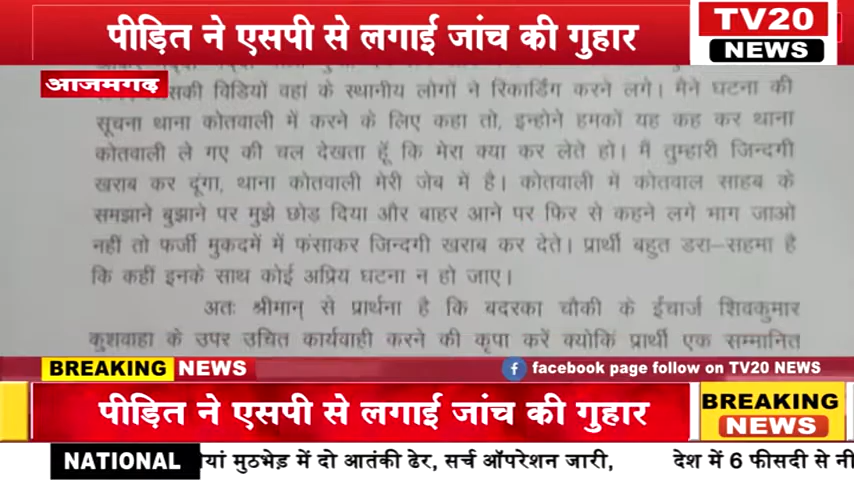 पीड़ित ने एसपी से लगाई जांच की गुहार
TV20
NEWS
आजमगढ़
विडियों वहां के स्थानीय लोगों ने रिकार्डिंग करने लगे। मैने घटना की
सूचना थाना कोतवाली में करने के लिए कहा तो, इन्होने हमकों यह कह कर थाना
कोतवाली ले गए की चल देखता हूँ कि मेरा क्या कर लेते हो। मैं तुम्हारी जिन्दगी
खराब कर दूंगा, थाना कोतवाली मेरी जेब में है। कोतवाली में कोतवाल साहब के
समझाने बुझाने पर मुझे छोड़ दिया और बाहर आने पर फिर से कहने लगे भाग जाओं
नहीं तो फर्जी मुकदमें में फंसाकर जिन्दगी खराब कर देते। प्रार्थी बहुत डरा–सहमा है
कि कहीं इनके साथ कोई अप्रिय घटना न हो जाए।
अतः श्रीमान् से प्रार्थना है कि बदरका चौकी के ईचार्ज शिवकुमार
कुशवाहा के उपर उचित कार्यवाही करने की कृपा करें क्योकि प्रार्थी एक सम्मानित
BREAKING NEWS
facebook page follow on TV20 NEWS
पीड़ित ने एसपी से लगाई जांच की गुहार
BREAKING
NEWS
NATIONAL
मुठभेड़ में दो आतंकी ढेर, सर्च ऑपरेशन जारी, देश में 6 फीसदी से